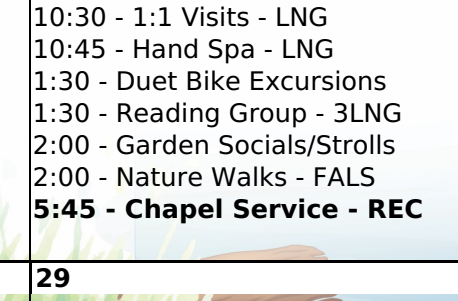 10:30 - 1:1 Visits - LNG
10:45 - Hand Spa - LNG
1:30 - Duet Bike Excursions
1:30 - Reading Group - 3LNG
2:00 - Garden Socials/Strolls
2:00 - Nature Walks - FALS
5:45 - Chapel Service - REC
29